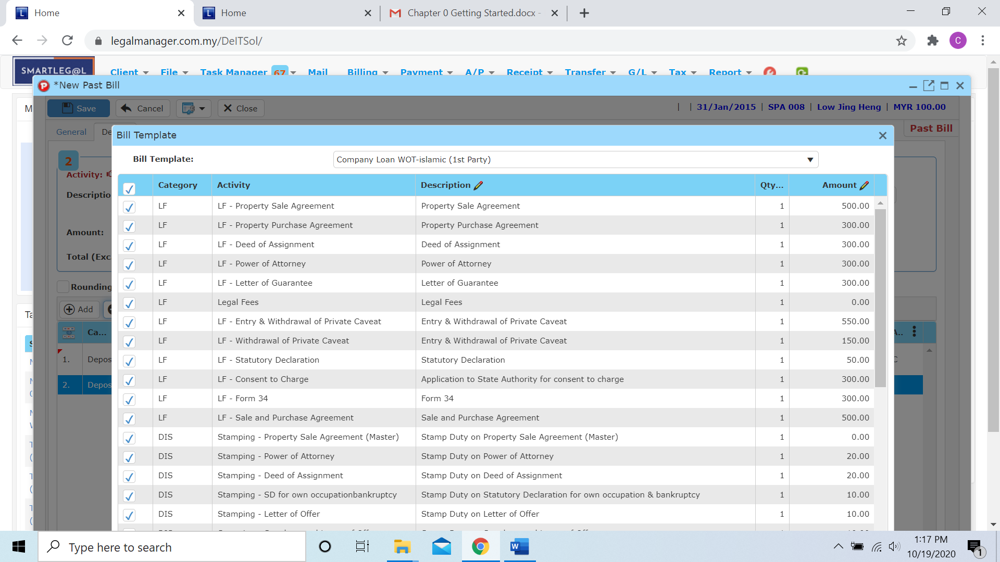 Home
Home
Chapter 0 Getting Started.docx -
legalmanager.com.my/DeITSol/
SMARTLEG@L
Client File Task Manager 67 Mail Billing Payment A/P Receipt Transfer G/L Tax Report
*New Past Bill
Save Cancel Close
| | 31/Jan/2015 | SPA 008 | Low Jing Heng | MYR 100.00
General De
Past Bill
Bill Template
Bill Template: Company Loan WOT-islamic (1st Party)
2
Activity:
Descriptio
Amount:
Total (Exc
Rounding
Add
Ca...
1. Depos
2. Depos
Category Activity Description Qty... Amount
LF LF - Property Sale Agreement Property Sale Agreement 1 500.00
LF LF - Property Purchase Agreement Property Purchase Agreement 1 300.00
LF LF - Deed of Assignment Deed of Assignment 1 300.00
LF LF - Power of Attorney Power of Attorney 1 300.00
LF LF - Letter of Guarantee Letter of Guarantee 1 300.00
LF Legal Fees Legal Fees 1 0.00
LF LF - Entry & Withdrawal of Private Caveat Entry & Withdrawal of Private Caveat 1 550.00
LF LF - Withdrawal of Private Caveat Entry & Withdrawal of Private Caveat 1 150.00
LF LF - Statutory Declaration Statutory Declaration 1 50.00
LF LF - Consent to Charge Application to State Authority for consent to charge 1 300.00
LF LF - Form 34 Form 34 1 300.00
LF LF - Sale and Purchase Agreement Sale and Purchase Agreement 1 500.00
DIS Stamping - Property Sale Agreement (Master) Stamp Duty on Property Sale Agreement (Master) 1 0.00
DIS Stamping - Power of Attorney Stamp Duty on Power of Attorney 1 20.00
DIS Stamping - Deed of Assignment Stamp Duty on Deed of Assignment 1 20.00
DIS Stamping - SD for own occupationbankruptcy Stamp Duty on Statutory Declaration for own occupation & bankruptcy 1 10.00
DIS Stamping - Letter of Offer Stamp Duty on Letter of Offer 1 10.00
Type here to search
1:17 PM
10/19/2020
1